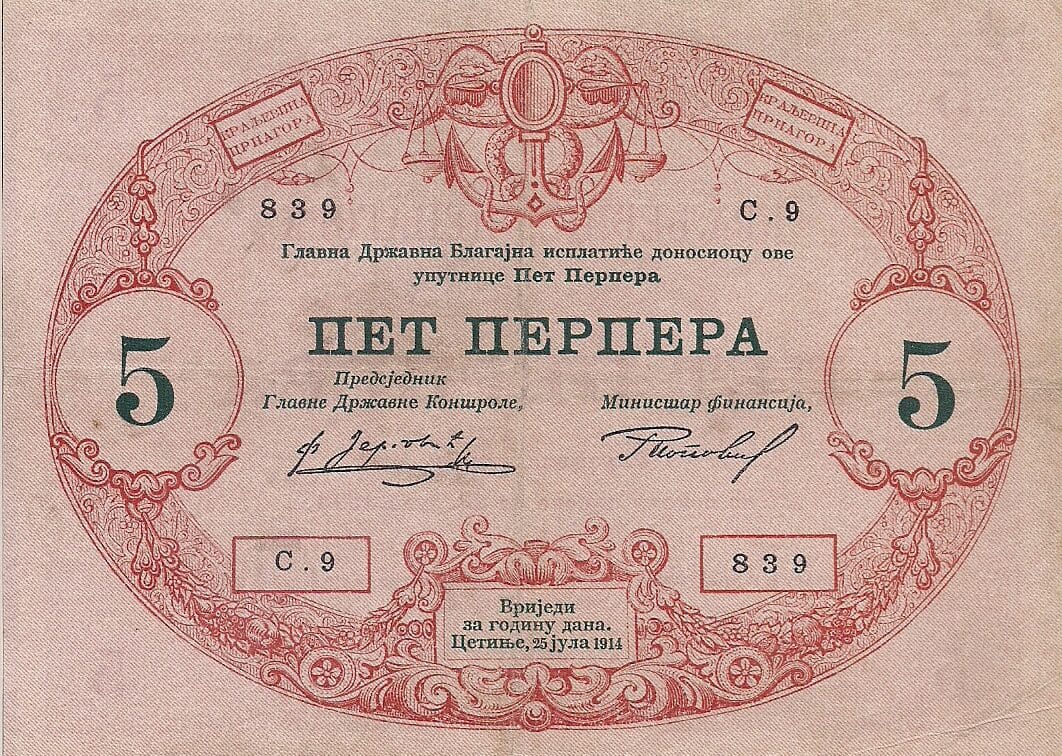 КРАЉЕВИНА
ЦРНАГОРА
КРАЉЕВИНА
ЦРНАГОРА
839
С.9
Главна Државна Благајна исплатиће доносиоцу ове
упутнице Пет Перпера
ПЕТ ПЕРПЕРА
5
5
Предсједник
Главне Државне Контроле,
Министар финансија,
С.9
839
Вриједи
за годину дана.
Цетиње, 25 јула 1914